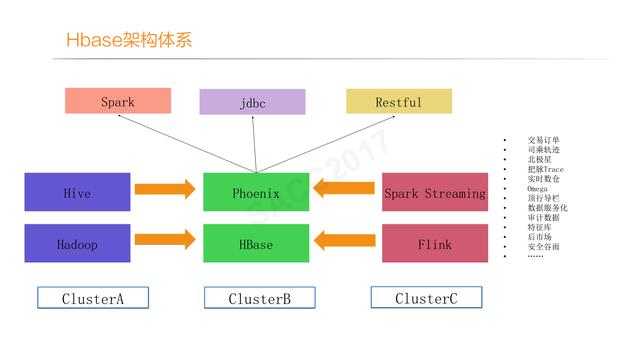 Hbase架构体系
Spark
jdbc
Restful
Hive
Phoenix
Spark Streaming
Hadoop
HBase
Flink
ClusterA
ClusterB
ClusterC
• 交易订单
• 司乘轨迹
• 北极星
• 把脉Trace
• 实时数仓
• Omega
• 顶行导栏
• 数据服务化
• 审计数据
• 特征库
• 后市场
• 安全谷雨
• ……
SACC2017